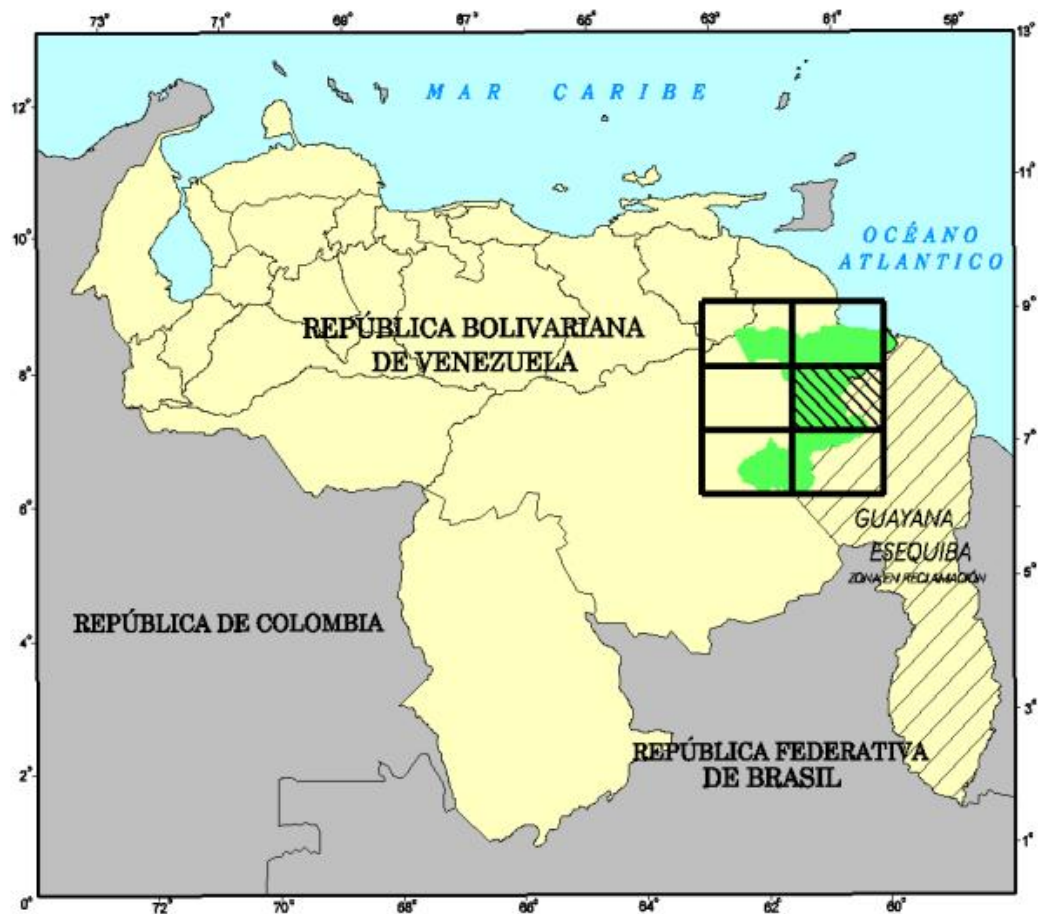 73° 71° 69° 67° 65° 63° 61° 59°
13°
MAR CARIBE
12°
11°
OCÉANO
ATLANTICO
10°
9°
REPÚBLICA BOLIVARIANA
DE VENEZUELA
8°
7°
6°
GUAYANA
ESEQUIBA
ZONA EN RECLAMACIÓN
5°
REPÚBLICA DE COLOMBIA
4°
3°
REPÚBLICA FEDERATIVA
DE BRASIL
2°
1°
0°
72° 70° 68° 66° 64° 62° 60°